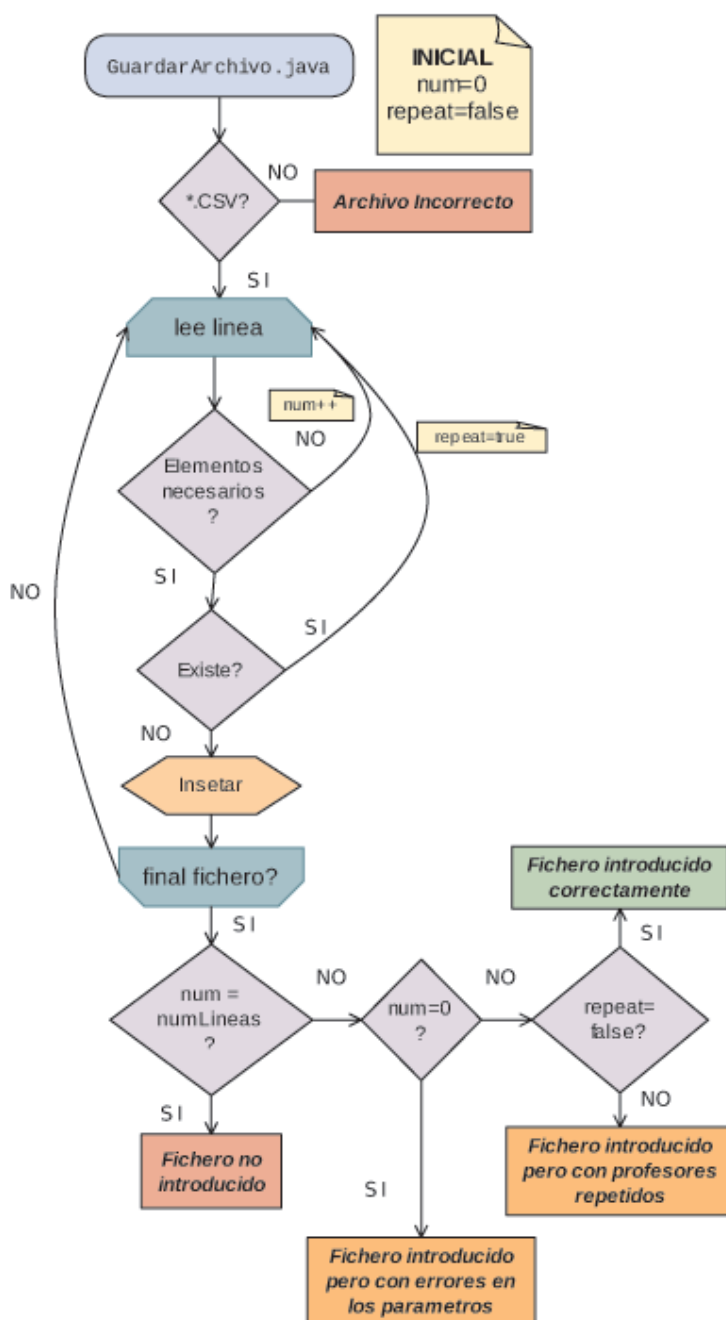 GuardarArchivo.java
INICIAL
num=0
repeat=false
*.CSV?
NO
Archivo Incorrecto
SI
lee linea
num++
NO
repeat=true
Elementos
necesarios
?
SI
NO
SI
Existe?
NO
Insetar
final fichero?
SI
Fichero introducido
correctamente
SI
num =
numLineas
?
NO
num=0
?
NO
repeat=
false?
SI
NO
Fichero no
introducido
Fichero introducido
pero con profesores
repetidos
SI
Fichero introducido
pero con errores en
los parametros